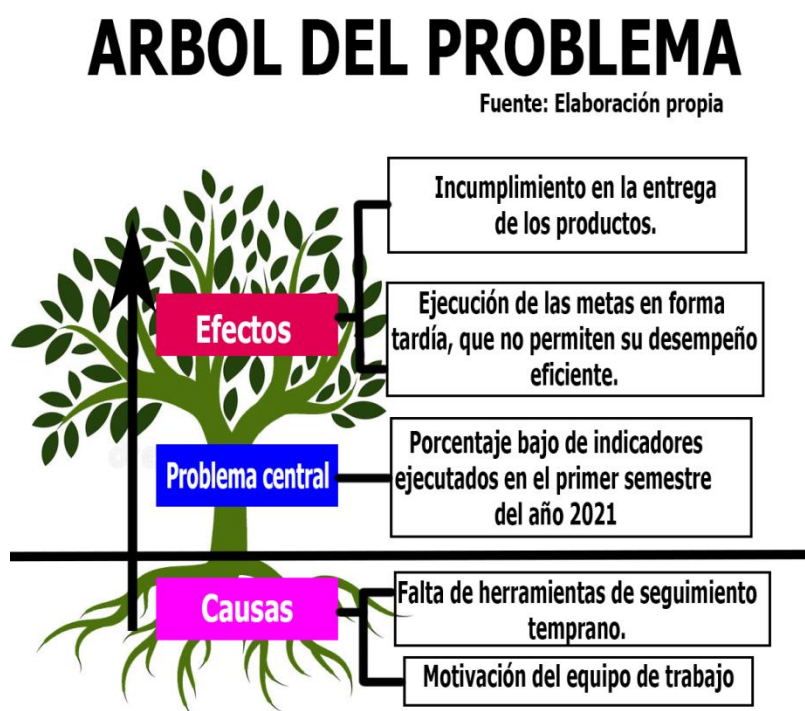 ARBOL DEL PROBLEMA
Fuente: Elaboración propia
Incumplimiento en la entrega
de los productos.
Efectos
Ejecución de las metas en forma
tardía, que no permiten su desempeño
eficiente.
Problema central
Porcentaje bajo de indicadores
ejecutados en el primer semestre
del año 2021
Causas
Falta de herramientas de seguimiento
temprano.
Motivación del equipo de trabajo